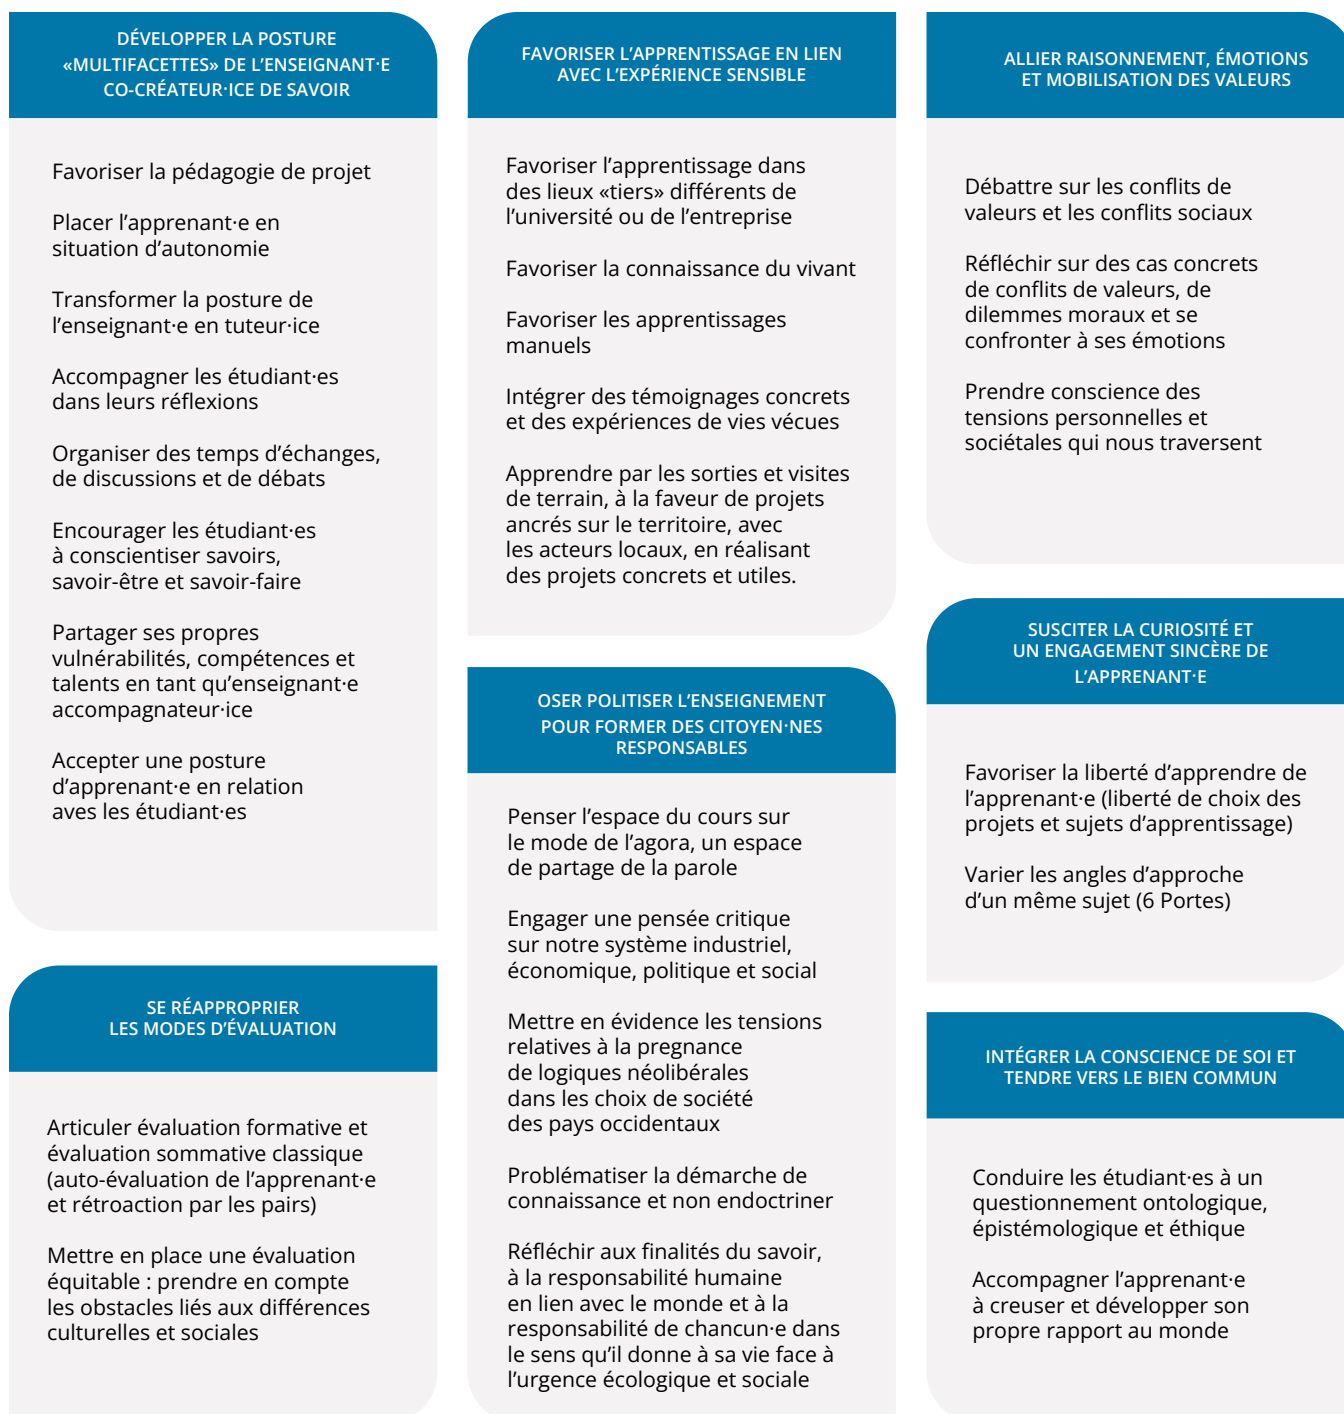 DÉVELOPPER LA POSTURE
«MULTIFACETTES» DE L’ENSEIGNANT·E
CO-CRÉATEUR·ICE DE SAVOIR
Favoriser la pédagogie de projet
Placer l’apprenant·e en
situation d’autonomie
Transformer la posture de
l’enseignant·e en tuteur·ice
Accompagner les étudiant·es
dans leurs réflexions
Organiser des temps d’échanges,
de discussions et de débats
Encourager les étudiant·es
à conscientiser savoirs,
savoir-être et savoir-faire
Partager ses propres
vulnérabilités, compétences et
talents en tant qu’enseignant·e
accompagnateur·ice
Accepter une posture
d’apprenant·e en relation
aves les étudiant·es
SE RÉAPPROPRIER
LES MODES D’ÉVALUATION
Articuler évaluation formative et
évaluation sommative classique
(auto-évaluation de l’apprenant·e
et rétroaction par les pairs)
Mettre en place une évaluation
équitable : prendre en compte
les obstacles liés aux différences
culturelles et sociales
FAVORISER L’APPRENTISSAGE EN LIEN
AVEC L’EXPÉRIENCE SENSIBLE
Favoriser l’apprentissage dans
des lieux «tiers» différents de
l’université ou de l’entreprise
Favoriser la connaissance du vivant
Favoriser les apprentissages
manuels
Intégrer des témoignages concrets
et des expériences de vies vécues
Apprendre par les sorties et visites
de terrain, à la faveur de projets
ancrés sur le territoire, avec
les acteurs locaux, en réalisant
des projets concrets et utiles.
OSER POLITISER L’ENSEIGNEMENT
POUR FORMER DES CITOYEN·NES
RESPONSABLES
Penser l’espace du cours sur
le mode de l’agora, un espace
de partage de la parole
Engager une pensée critique
sur notre système industriel,
économique, politique et social
Mettre en évidence les tensions
relatives à la pregnance
de logiques néolibérales
dans les choix de société
des pays occidentaux
Problématiser la démarche de
connaissance et non endoctriner
Réfléchir aux finalités du savoir,
à la responsabilité humaine
en lien avec le monde et à la
responsabilité de chancun·e dans
le sens qu’il donne à sa vie face à
l’urgence écologique et sociale
ALLIER RAISONNEMENT, ÉMOTIONS
ET MOBILISATION DES VALEURS
Débattre sur les conflits de
valeurs et les conflits sociaux
Réfléchir sur des cas concrets
de conflits de valeurs, de
dilemmes moraux et se
confronter à ses émotions
Prendre conscience des
tensions personnelles et
sociétales qui nous traversent
SUSCITER LA CURIOSITÉ ET
UN ENGAGEMENT SINCÈRE DE
L’APPRENANT·E
Favoriser la liberté d’apprendre de
l’apprenant·e (liberté de choix des
projets et sujets d’apprentissage)
Varier les angles d’approche
d’un même sujet (6 Portes)
INTÉGRER LA CONSCIENCE DE SOI ET
TENDRE VERS LE BIEN COMMUN
Conduire les étudiant·es à un
questionnement ontologique,
épistémologique et éthique
Accompagner l’apprenant·e
à creuser et développer son
propre rapport au monde